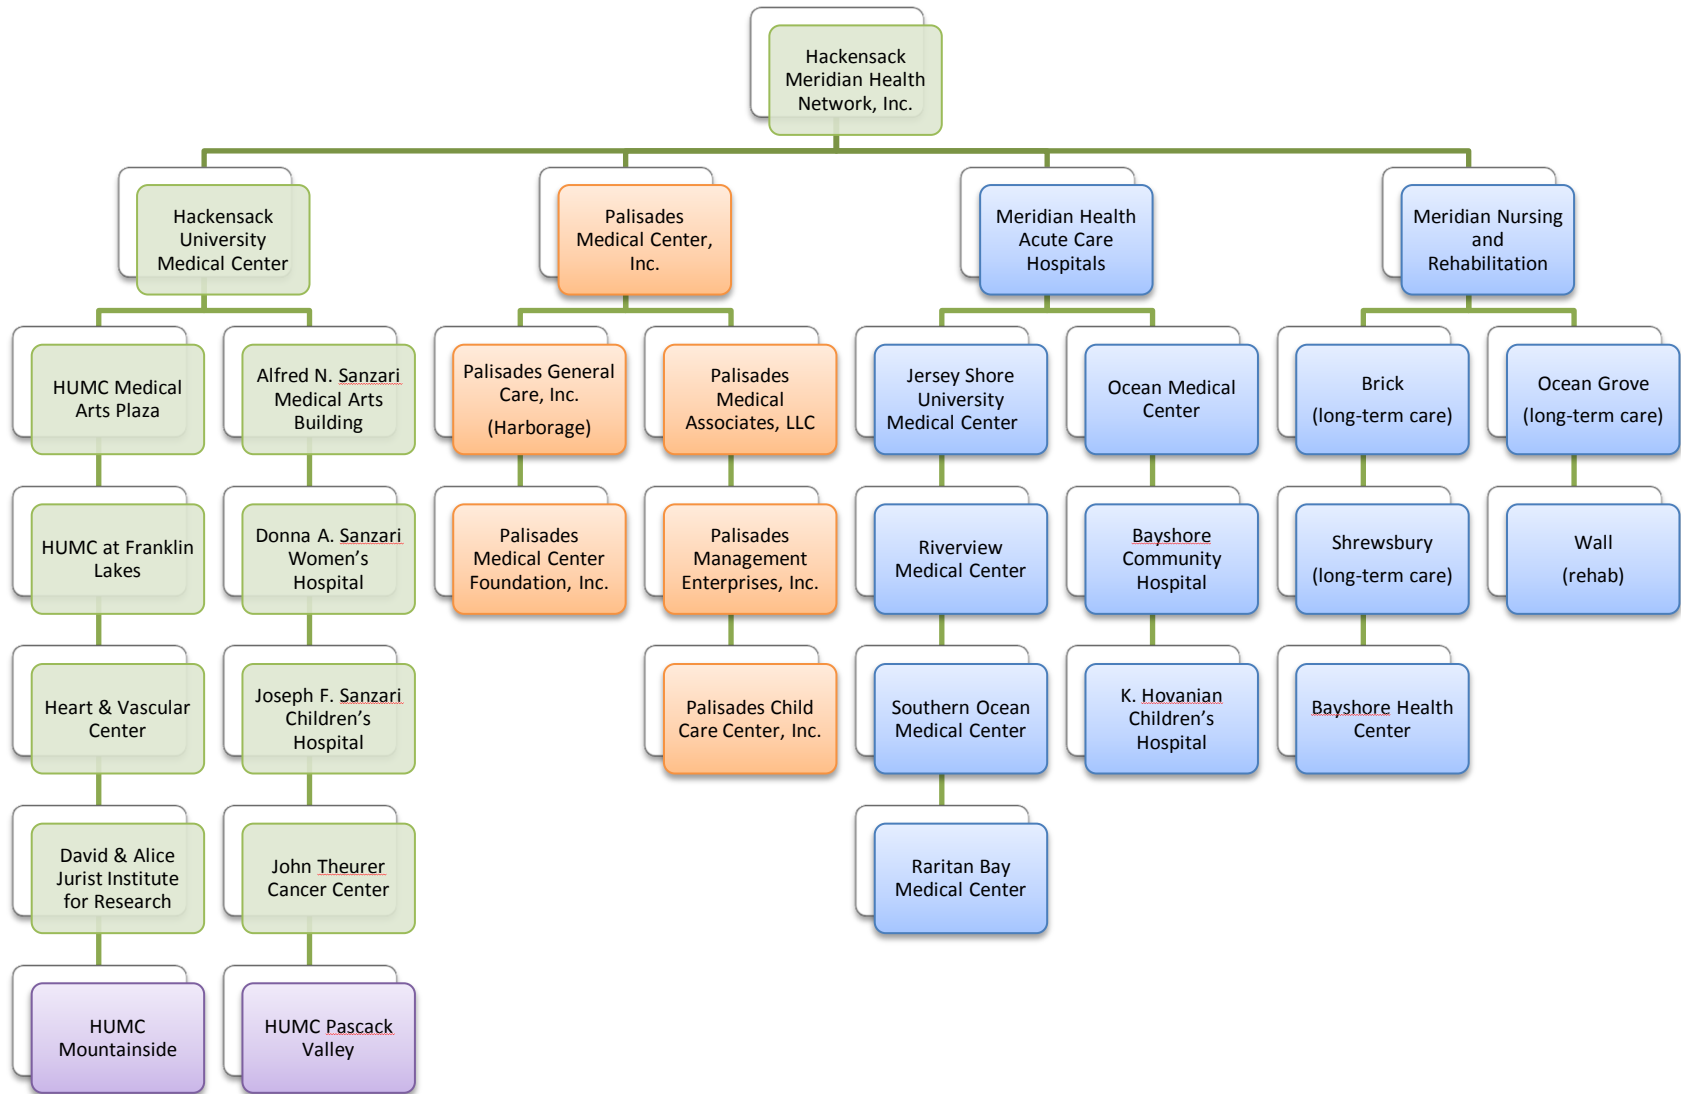 Hackensack
Meridian Health
Network, Inc.
Hackensack
University
Medical Center
Palisades
Medical Center,
Inc.
Meridian Health
Acute Care
Hospitals
Meridian Nursing
and
Rehabilitation
HUMC Medical
Arts Plaza
Alfred N. Sanzari
Medical Arts
Building
Palisades General
Care, Inc.
(Harborage)
Palisades
Medical
Associates, LLC
Jersey Shore
University
Medical Center
Ocean Medical
Center
Brick
(long-term care)
Ocean Grove
(long-term care)
HUMC at Franklin
Lakes
Donna A. Sanzari
Women’s
Hospital
Palisades
Medical Center
Foundation, Inc.
Palisades
Management
Enterprises, Inc.
Riverview
Medical Center
Bayshore
Community
Hospital
Shrewsbury
(long-term care)
Wall
(rehab)
Heart & Vascular
Center
Joseph F. Sanzari
Children’s
Hospital
Palisades Child
Care Center, Inc.
Southern Ocean
Medical Center
K. Hovanian
Children’s
Hospital
Bayshore Health
Center
David & Alice
Jurist Institute
for Research
John Theurer
Cancer Center
Raritan Bay
Medical Center
HUMC
Mountainside
HUMC Pascack
Valley